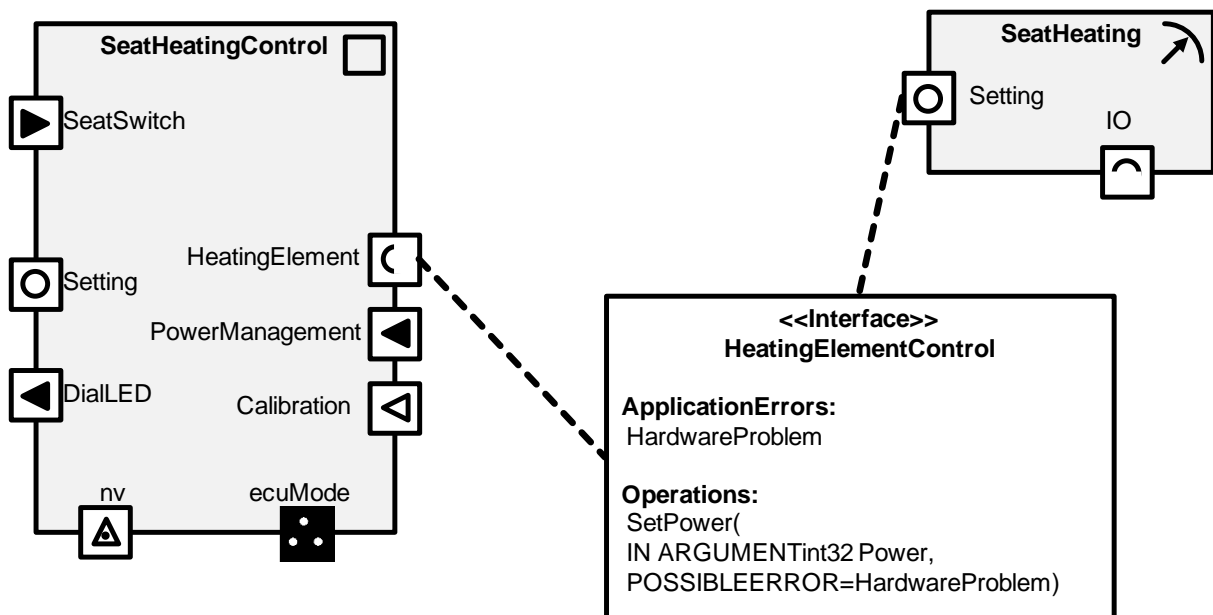 SeatHeatingControl
SeatSwitch
HeatingElement
Setting
PowerManagement
DialLED
Calibration
nv
ecuMode
SeatHeating
Setting
IO
<<Interface>>
HeatingElementControl
ApplicationErrors:
HardwareProblem
Operations:
SetPower(
IN ARGUMENTint32 Power,
POSSIBLEERROR=HardwareProblem)